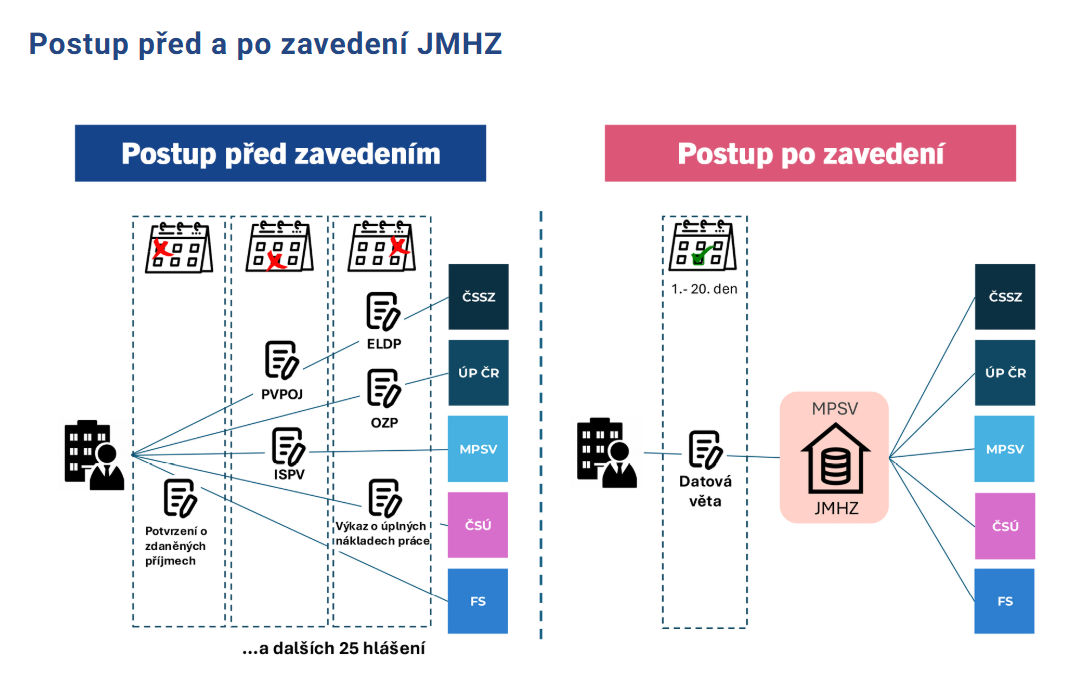 Postup před a po zavedení JMHZ
Postup před zavedením
ČSSZ
ELDP
ÚP ČR
PVPOJ
OZP
MPSV
ISPV
ČSÚ
Potvrzení o
zdaněných
příjmech
Výkaz o úplných
nákladech práce
FS
...a dalších 25 hlášení
Postup po zavedení
1.- 20. den
Datová
věta
MPSV
JMHZ
ČSSZ
ÚP ČR
MPSV
ČSÚ
FS